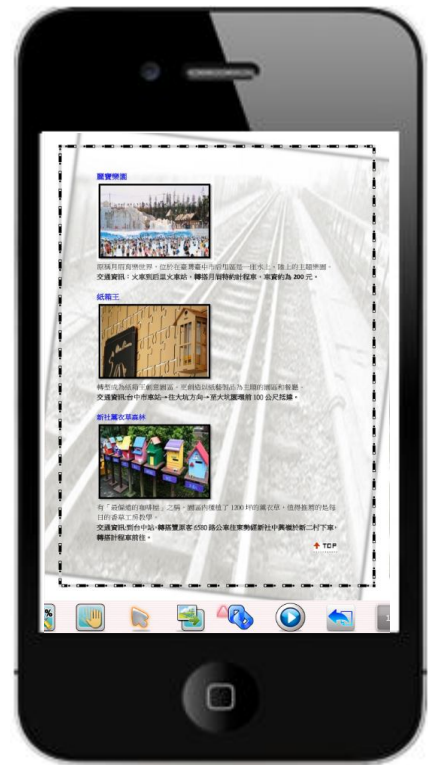 麗寶樂園
原稱月眉育樂世界，位於在臺灣臺中市后里區是一座水上、陸上的主題樂園。
交通資訊：火車到后里火車站，轉搭月眉特約計程車，車資約為 200 元。
紙箱王
轉型成為紙箱王創意園區，更創造以紙藝製品為主題的園區和餐廳。
交通資訊:台中市車站→往大坑方向→至大坑圓環前 100 公尺抵達。
新社薰衣草森林
有「最偏遠的咖啡館」之稱，園區內種植了 1200 坪的薰衣草，值得推薦的是每
日的香草工房教學。
交通資訊:到台中站，轉搭豐原客 6580 路公車往東勢經新社中興嶺於新二村下車，
轉搭計程車前往。
TOP